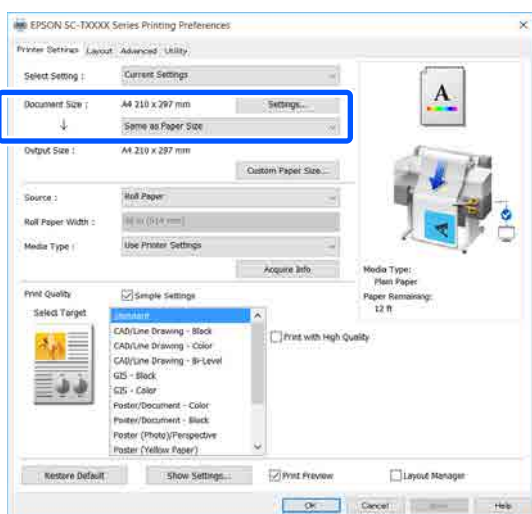 EPSON SC-TXXXX Series Printing Preferences
Printer Settings Layout Advanced Utility
Select Setting : Current Settings
Document Size : A4 210 x 297 mm Settings...
↓ Same as Paper Size
Output Size : A4 210 x 297 mm
Custom Paper Size...
Source : Roll Paper
Roll Paper Width :
Media Type : Use Printer Settings
Acquire Info
A
Media Type:
Plain Paper
Paper Remaining:
12 ft
Print Quality Simple Settings
Select Target
Standard
CAD/Line Drawing - Black
CAD/Line Drawing - Color
CAD/Line Drawing - Bi-Level
GIS - Black
GIS - Color
Poster/Document - Color
Poster/Document - Black
Poster (Photo)/Perspective
Poster (Yellow Paper)
Print with High Quality
Restore Default Show Settings... Print Preview Layout Manager
OK Cancel Help